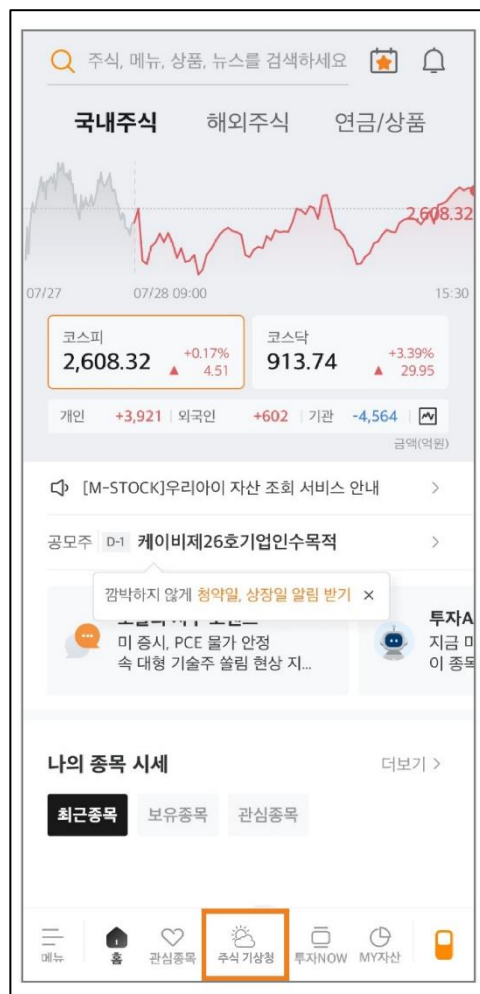 주식, 메뉴, 상품, 뉴스를 검색하세요
국내주식 해외주식 연금/상품
2,608.32
07/27 07/28 09:00 15:30
코스피
2,608.32 +0.17% ▲ 4.51
코스닥
913.74 +3.39% ▲ 29.95
개인 +3,921 외국인 +602 기관 -4,564
금액(억원)
[M-STOCK]우리아이 자산 조회 서비스 안내
공모주 D-1 케이비제26호기업인수목적
깜박하지 않게 청약일, 상장일 알림 받기 ×
미 증시, PCE 물가 안정
속 대형 기술주 쏠림 현상 지...
투자A
지금 미
이 종목
나의 종목 시세 더보기 >
최근종목 보유종목 관심종목
메뉴 홈 관심종목 주식 기상청 투자NOW MY자산